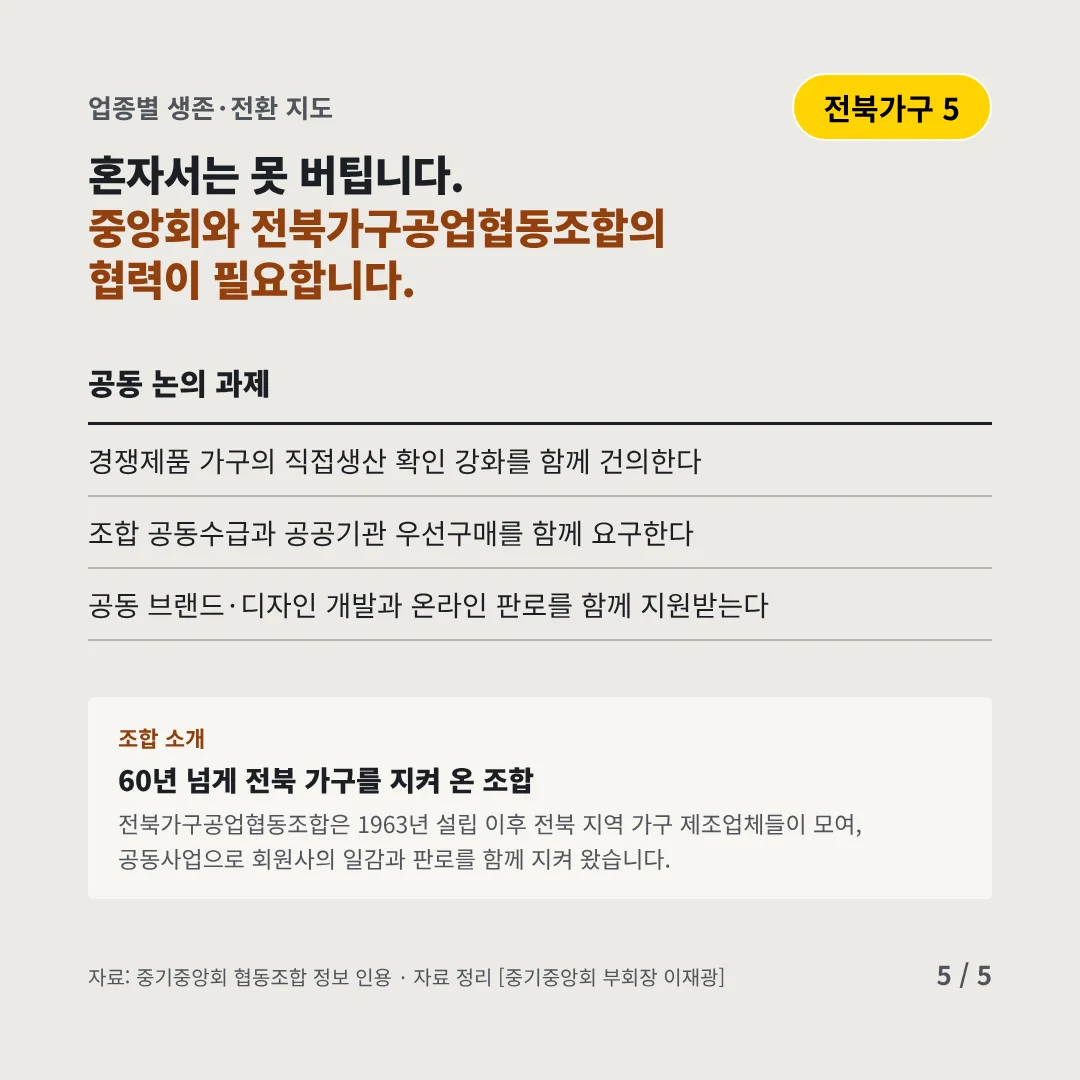 업종별 생존·전환 지도
전북가구 5
혼자서는 못 버팁니다.
중앙회와 전북가구공업협동조합의
협력이 필요합니다.
공동 논의 과제
경쟁제품 가구의 직접생산 확인 강화를 함께 건의한다
조합 공동수급과 공공기관 우선구매를 함께 요구한다
공동 브랜드·디자인 개발과 온라인 판로를 함께 지원받는다
조합 소개
60년 넘게 전북 가구를 지켜 온 조합
전북가구공업협동조합은 1963년 설립 이후 전북 지역 가구 제조업체들이 모여,
공동사업으로 회원사의 일감과 판로를 함께 지켜 왔습니다.
자료: 중기중앙회 협동조합 정보 인용 · 자료 정리 [중기중앙회 부회장 이재광]
5 / 5